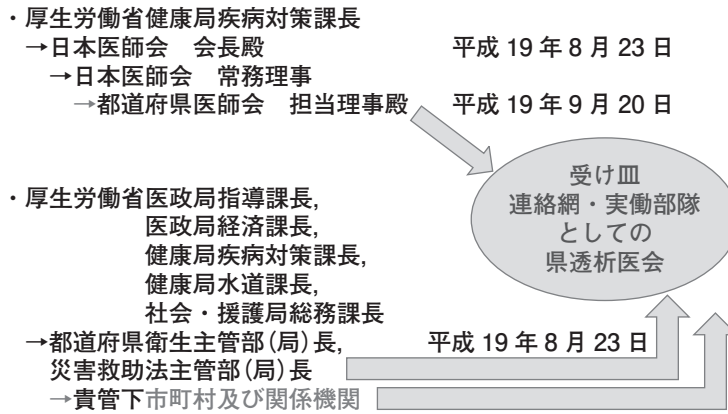 ・厚生労働省健康局疾病対策課長
→日本医師会　会長殿　平成 19 年 8 月 23 日
→日本医師会　常務理事
→都道府県医師会　担当理事殿　平成 19 年 9 月 20 日
受け皿
連絡網・実働部隊
としての
県透析医会
・厚生労働省医政局指導課長,
医政局経済課長,
健康局疾病対策課長,
健康局水道課長,
社会・援護局総務課長
→都道府県衛生主管部(局)長,　平成 19 年 8 月 23 日
災害救助法主管部(局)長
→貴管下市町村及び関係機関